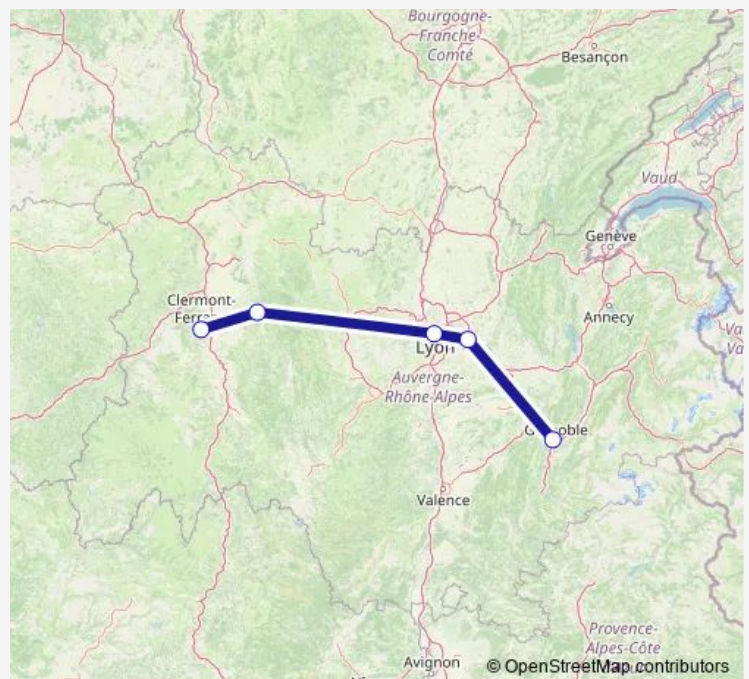 Bourgogne-
Franche-
Comté
Besançon
Vaud
Genève
Clermont-
Annecy
Lyon
Auvergne-
Rhône-Alpes
Valence
Provence-
Alpes-Côte
Avignon
© OpenStreetMap contributors